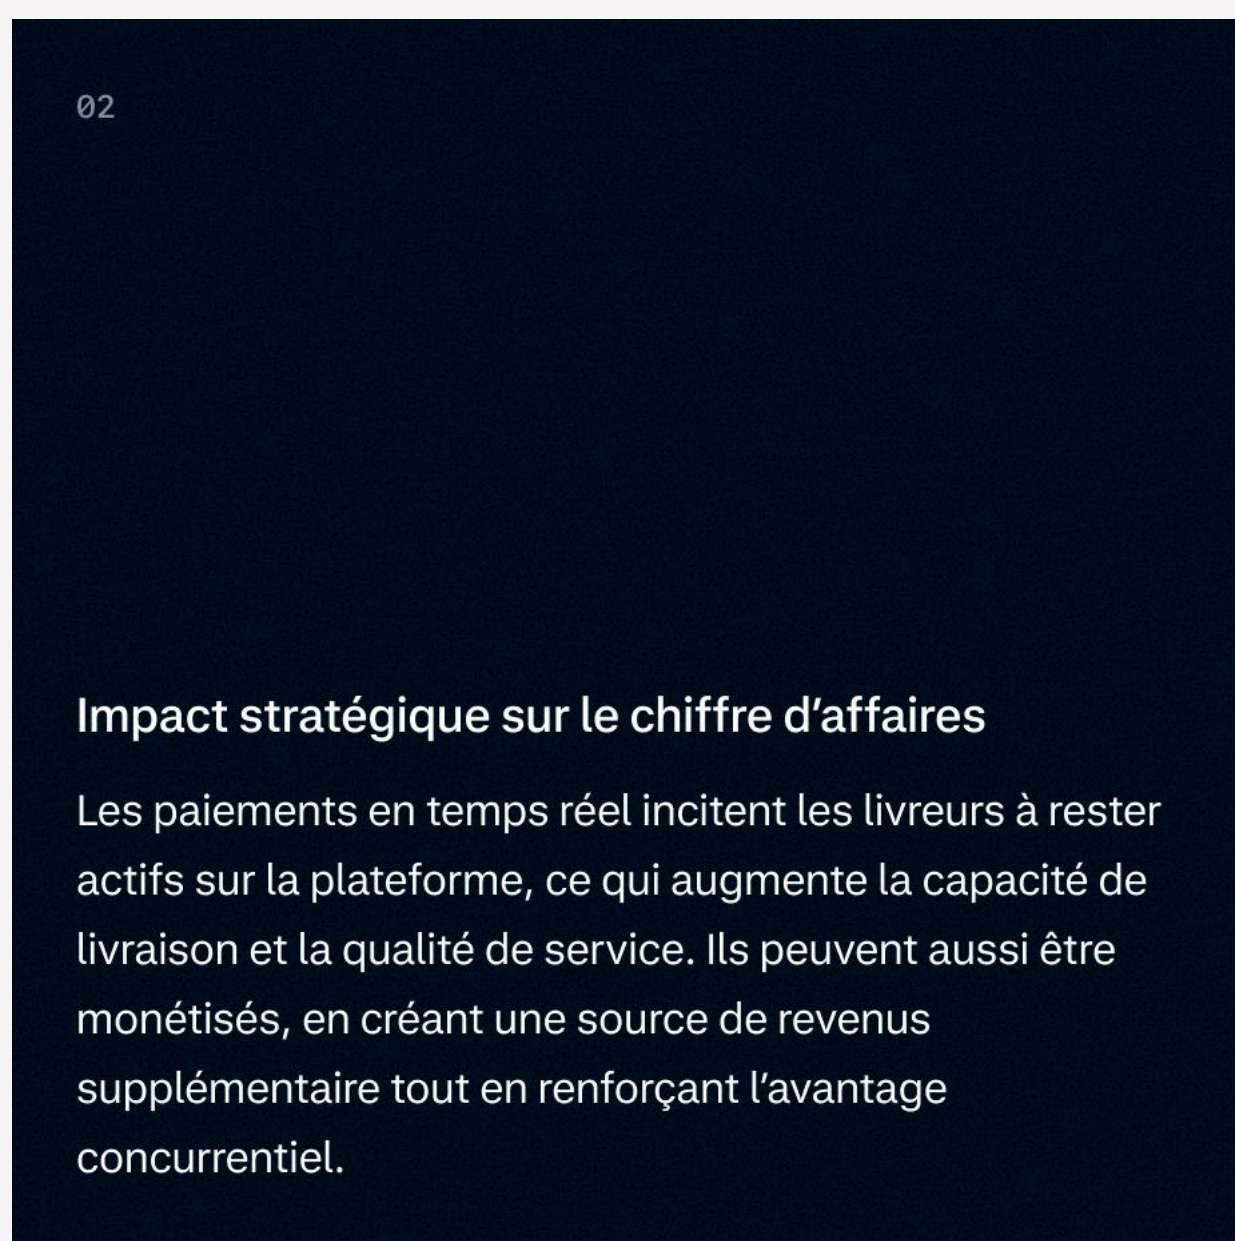 02
Impact stratégique sur le chiffre d’affaires
Les paiements en temps réel incitent les livreurs à rester
actifs sur la plateforme, ce qui augmente la capacité de
livraison et la qualité de service. Ils peuvent aussi être
monétisés, en créant une source de revenus
supplémentaire tout en renforçant l’avantage
concurrentiel.